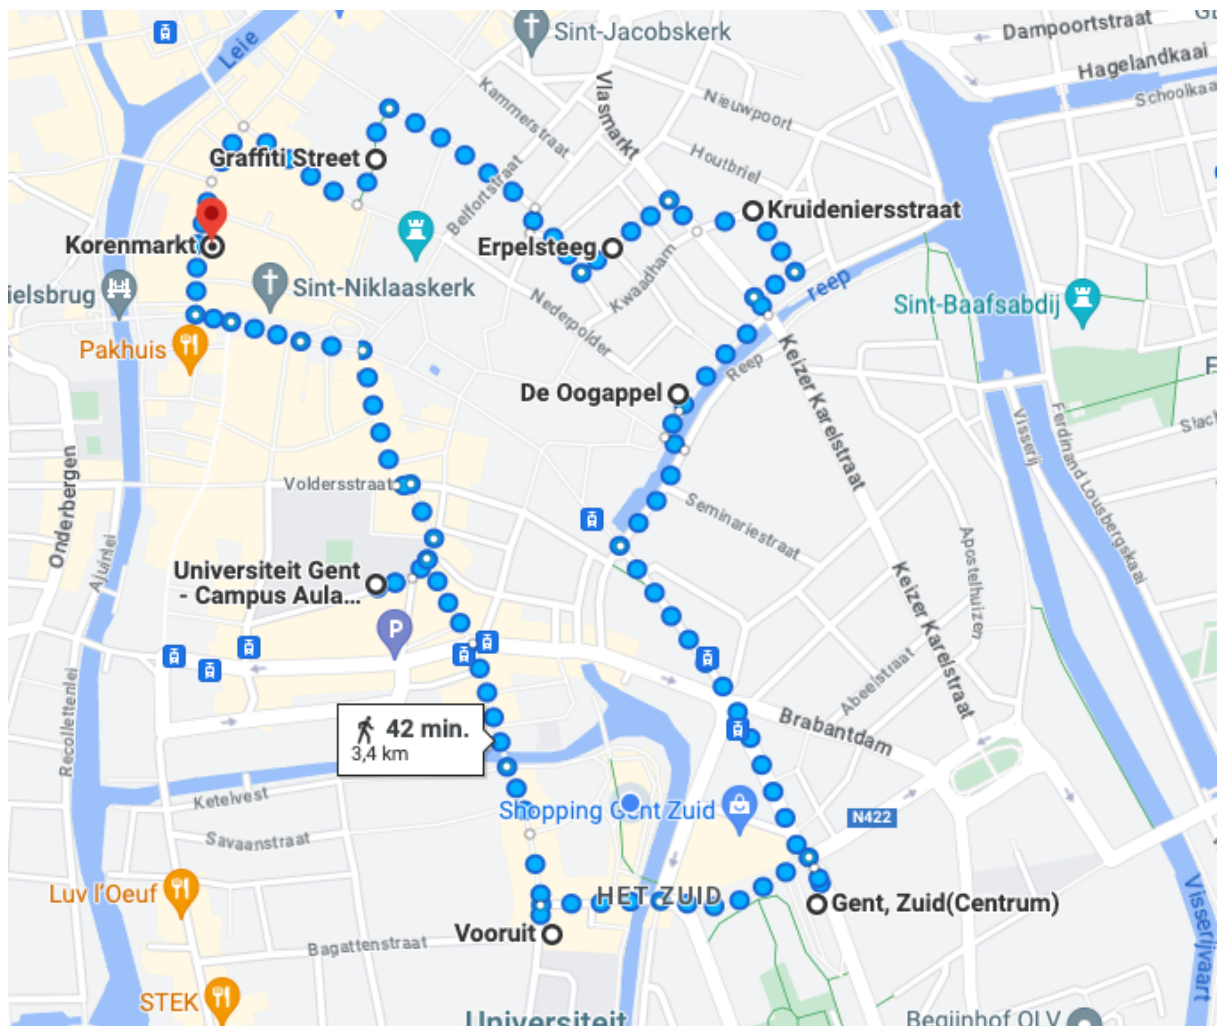 GE
Dampoortstraat
Sint-Jacobskerk
Leie
Hagelandkaai
Schoolkaa
Vlasmarkt
Kammerstraat
Nieuwpoort
Houtbriel
Graffiti Street
Belfortstraat
Kruideniersstraat
Korenmarkt
Erpelsteeg
Kwaadham
reep
ielsbrug
Sint-Niklaaskerk
Nederpolder
Sint-Baafsabdij
Pakhuis
Reep
Keizer Karelstraat
F
De Oogappel
Visserij
Ferdinand Lousbergskaai
Slach
Onderbergen
Voldersstraat
Seminariestraat
Ajuinlei
Apostelhuizen
Universiteit Gent
- Campus Aula...
Keizer Karelstraat
P
Abeelstraat
Recollettenlei
Brabantdam
42 min.
3,4 km
Ketelvest
Shopping Gent Zuid
N422
Savaanstraat
Luv l'Oeuf
HET ZUID
Gent, Zuid(Centrum)
Visserijvaart
Vooruit
Bagattenstraat
STEK
Universiteit
Begijnhof OLV